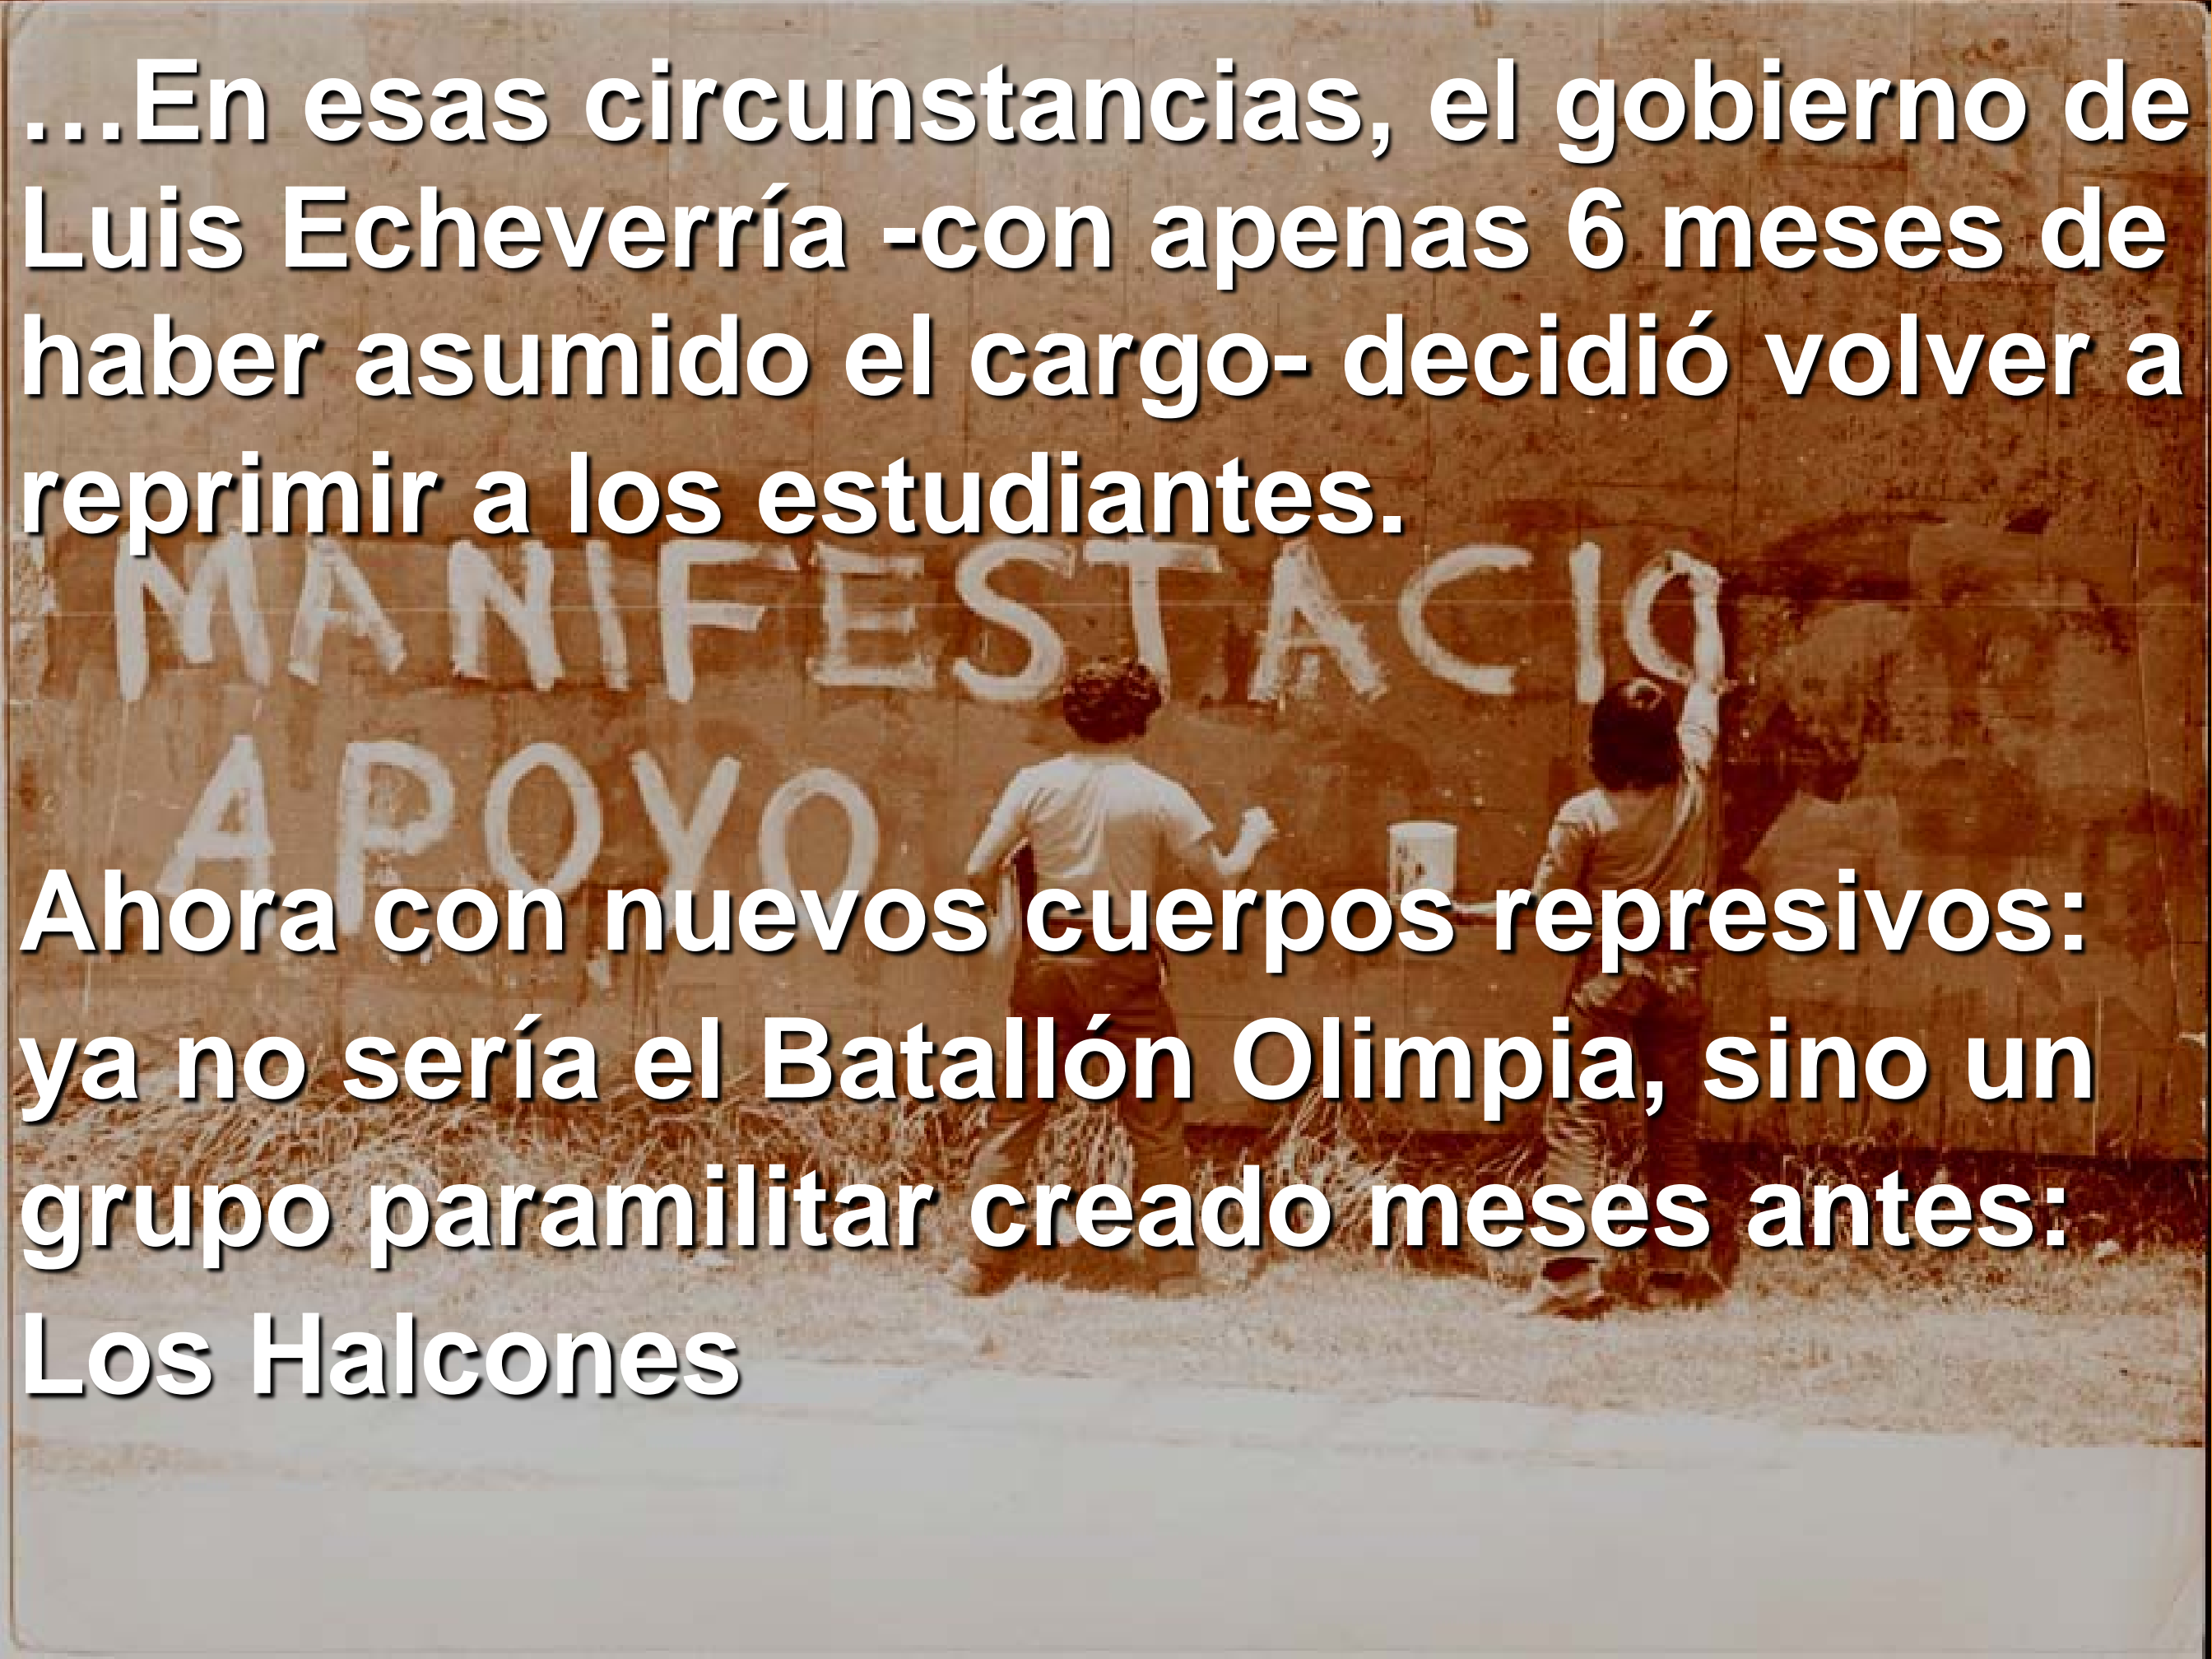 …En esas circunstancias, el gobierno de
Luis Echeverría -con apenas 6 meses de
haber asumido el cargo- decidió volver a
reprimir a los estudiantes.
MANIFESTACIO
APOYO
Ahora con nuevos cuerpos represivos:
ya no sería el Batallón Olimpia, sino un
grupo paramilitar creado meses antes:
Los Halcones